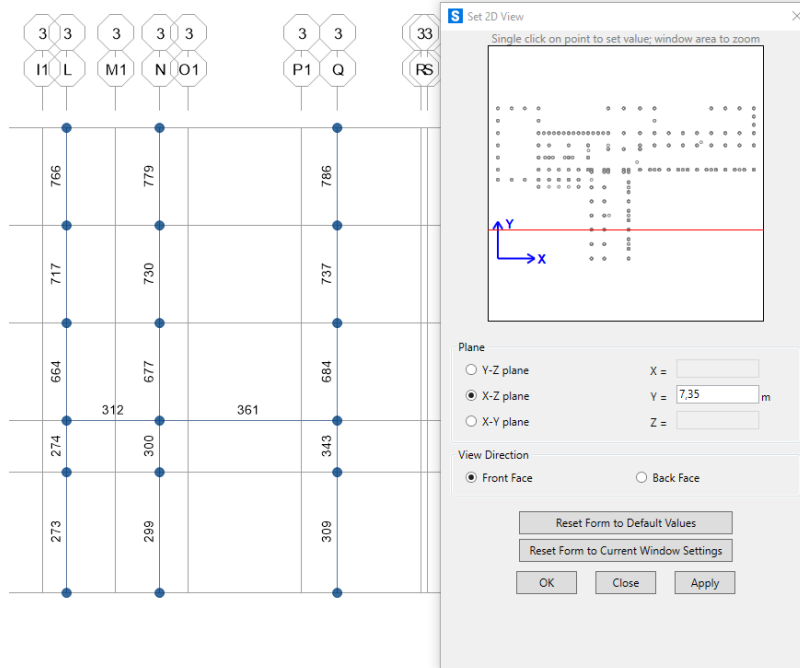 3 3 3 3 3 3 3 33
I1 L M1 N O1 P1 Q RS
766 779 786
717 730 737
664 677 684
312 361
274 300 343
273 299 309
S Set 2D View
Single click on point to set value; window area to zoom
Y
X
Plane
Y-Z plane X =
X-Z plane Y = 7,35 m
X-Y plane Z =
View Direction
Front Face Back Face
Reset Form to Default Values
Reset Form to Current Window Settings
OK Close Apply